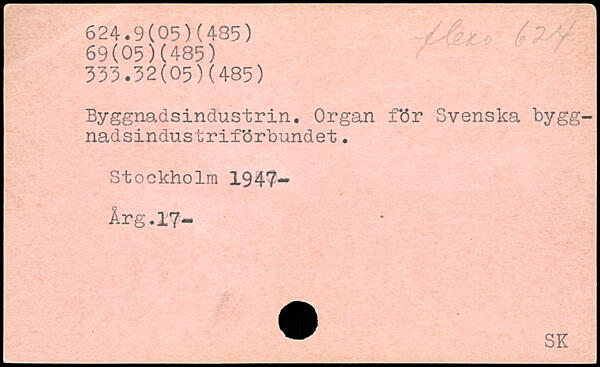 624.9(05)(485)
69(05)(485)
333.32(05)(485)
624
Byggnadsindustrin. Organ för Svenska bygg-
nadsindustriförbundet.
Stockholm 1947-
Årg.17-
SK